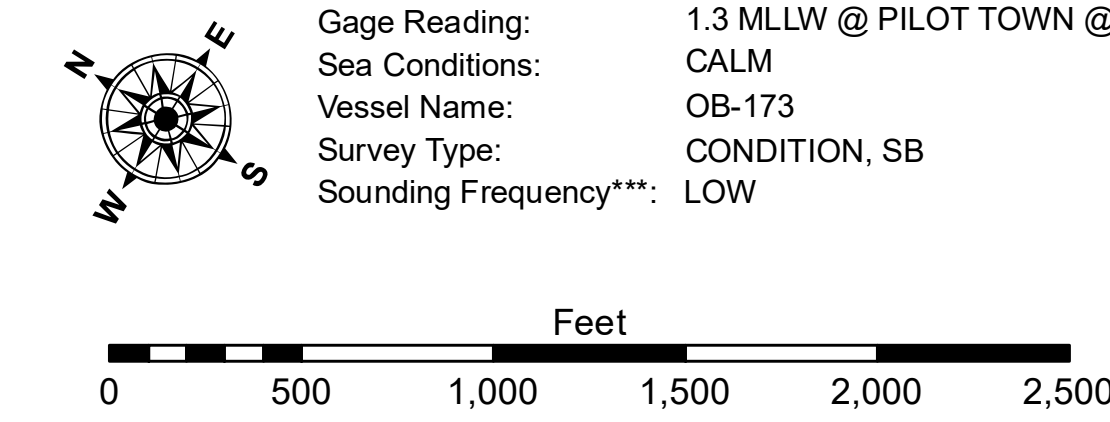 N
E
W
S
Gage Reading: 1.3 MLLW @ PILOT TOWN @
Sea Conditions: CALM
Vessel Name: OB-173
Survey Type: CONDITION, SB
Sounding Frequency***: LOW
Feet
0 500 1,000 1,500 2,000 2,500